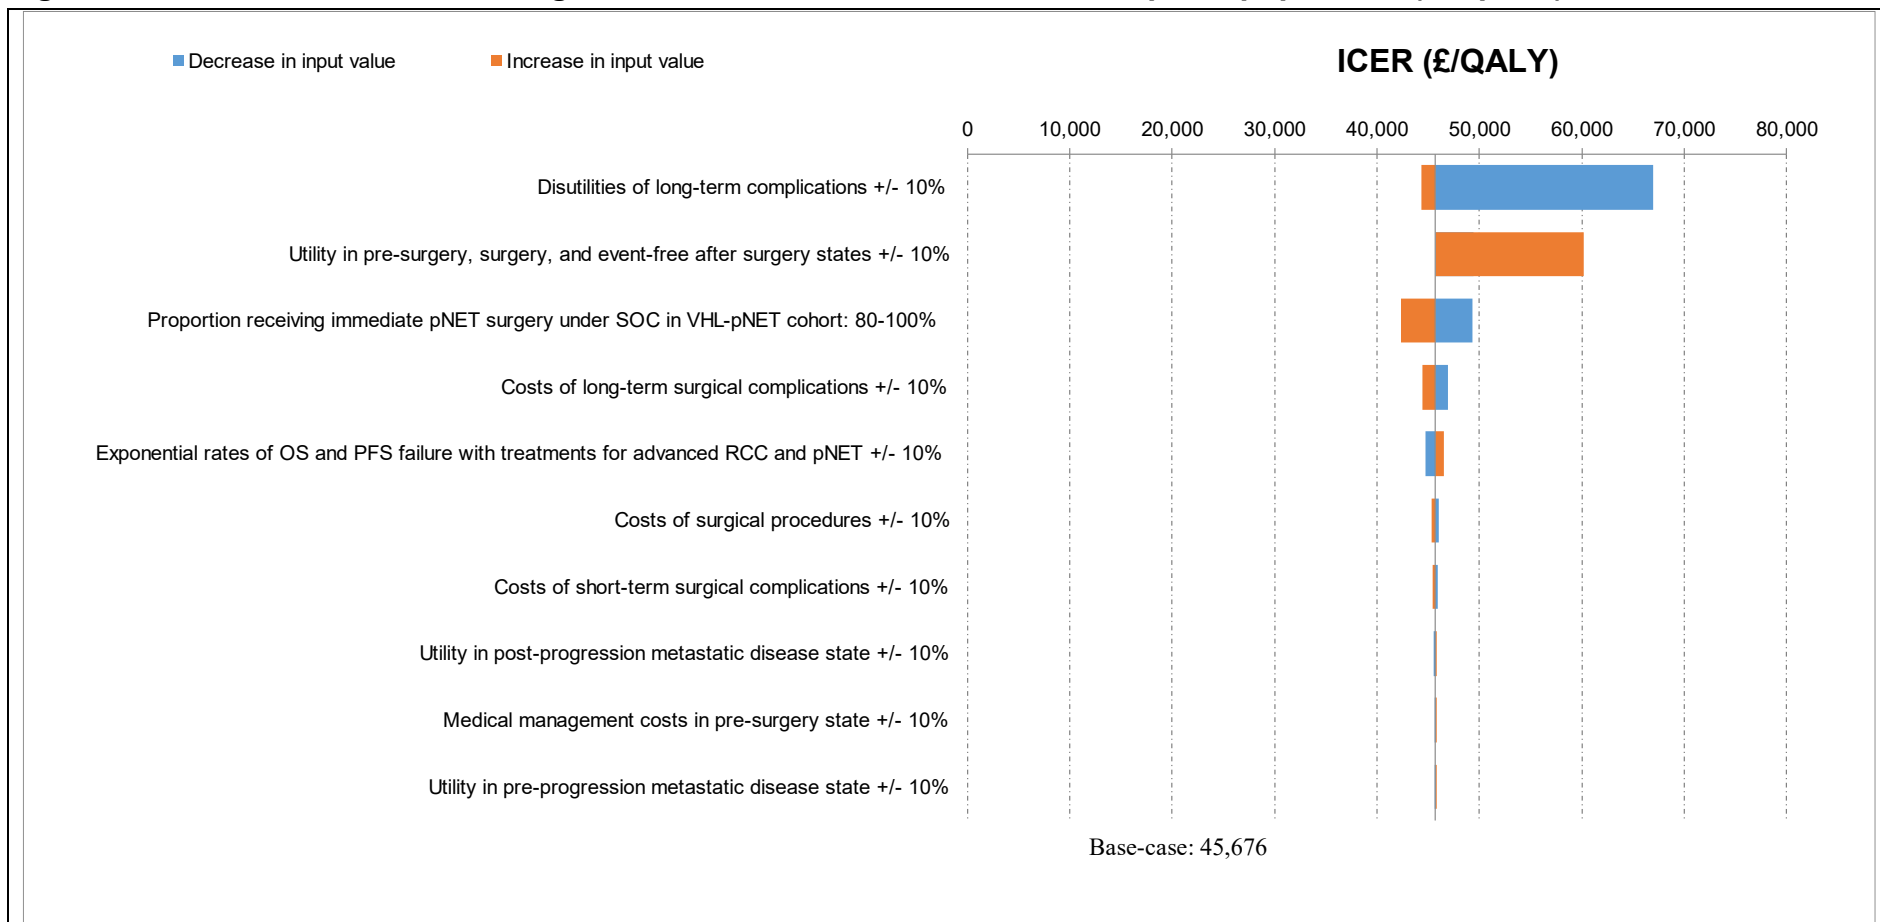 Decrease in input value
Increase in input value
ICER (£/QALY)
0 10,000 20,000 30,000 40,000 50,000 60,000 70,000 80,000
Disutilities of long-term complications +/- 10%
Utility in pre-surgery, surgery, and event-free after surgery states +/- 10%
Proportion receiving immediate pNET surgery under SOC in VHL-pNET cohort: 80-100%
Costs of long-term surgical complications +/- 10%
Exponential rates of OS and PFS failure with treatments for advanced RCC and pNET +/- 10%
Costs of surgical procedures +/- 10%
Costs of short-term surgical complications +/- 10%
Utility in post-progression metastatic disease state +/- 10%
Medical management costs in pre-surgery state +/- 10%
Utility in pre-progression metastatic disease state +/- 10%
Base-case: 45,676